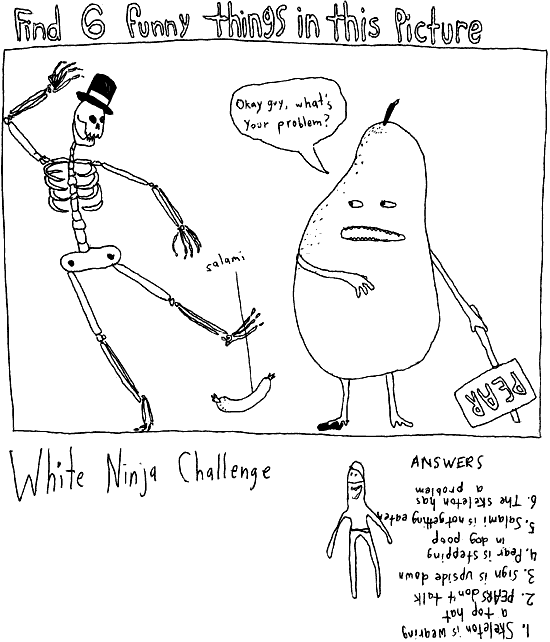 Find 6 funny things in this Picture
Okay guy, what's
your problem?
salami
PEAR
White Ninja Challenge
ANSWERS
1. Skeleton is wearing
a top hat
2. PEARS don't talk
3. sign is upside down
4. Pear is stepping
in dog poop
5. Salami is not getting eaten
6. The skeleton has
a problem